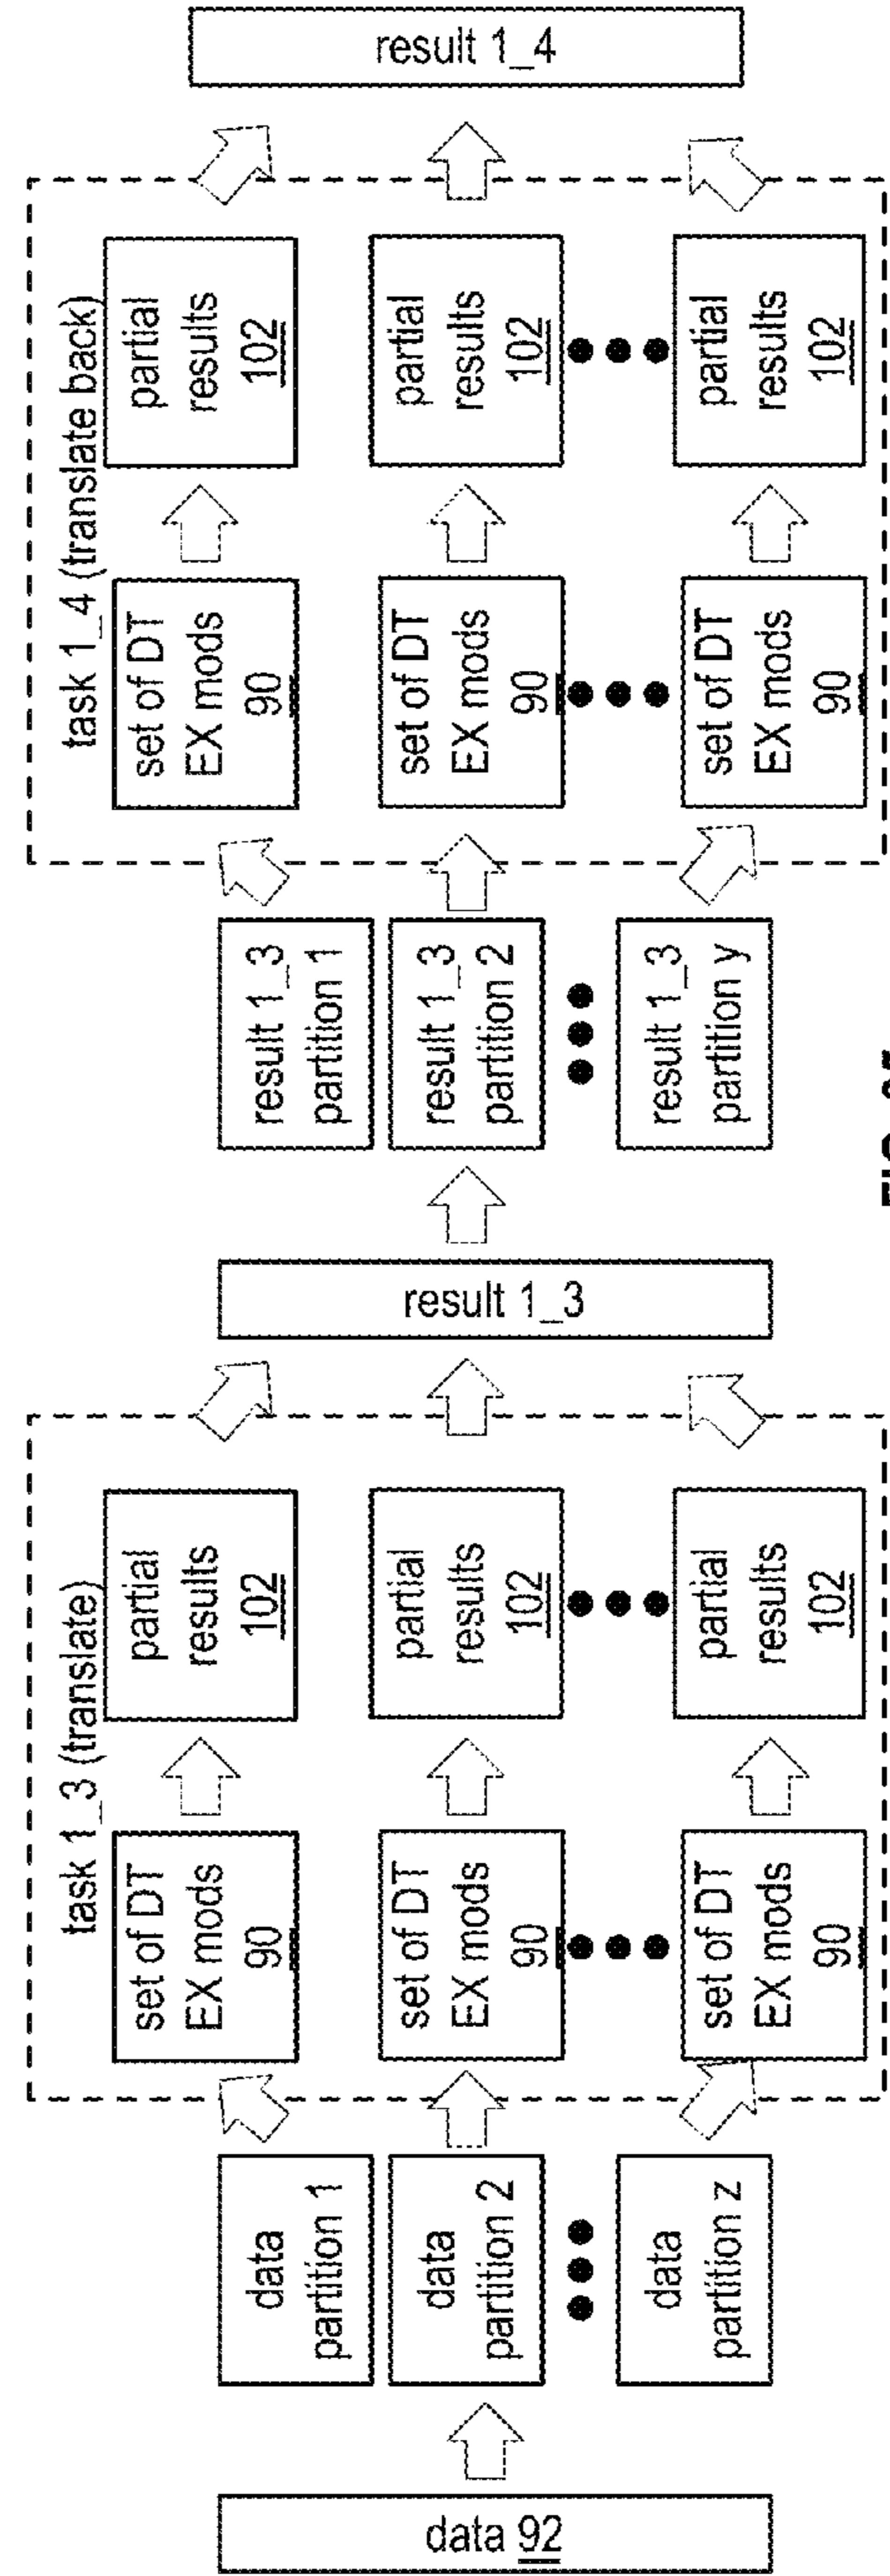 data 92
data
partition 1
data
partition 2
data
partition z
task 1_3 (translate)
set of DT
EX mods
90
partial
results
102
set of DT
EX mods
90
partial
results
102
set of DT
EX mods
90
partial
results
102
result 1_3
result 1_3
partition 1
result 1_3
partition 2
result 1_3
partition y
task 1_4 (translate back)
set of DT
EX mods
90
partial
results
102
set of DT
EX mods
90
partial
results
102
set of DT
EX mods
90
partial
results
102
result 1_4
FIG.